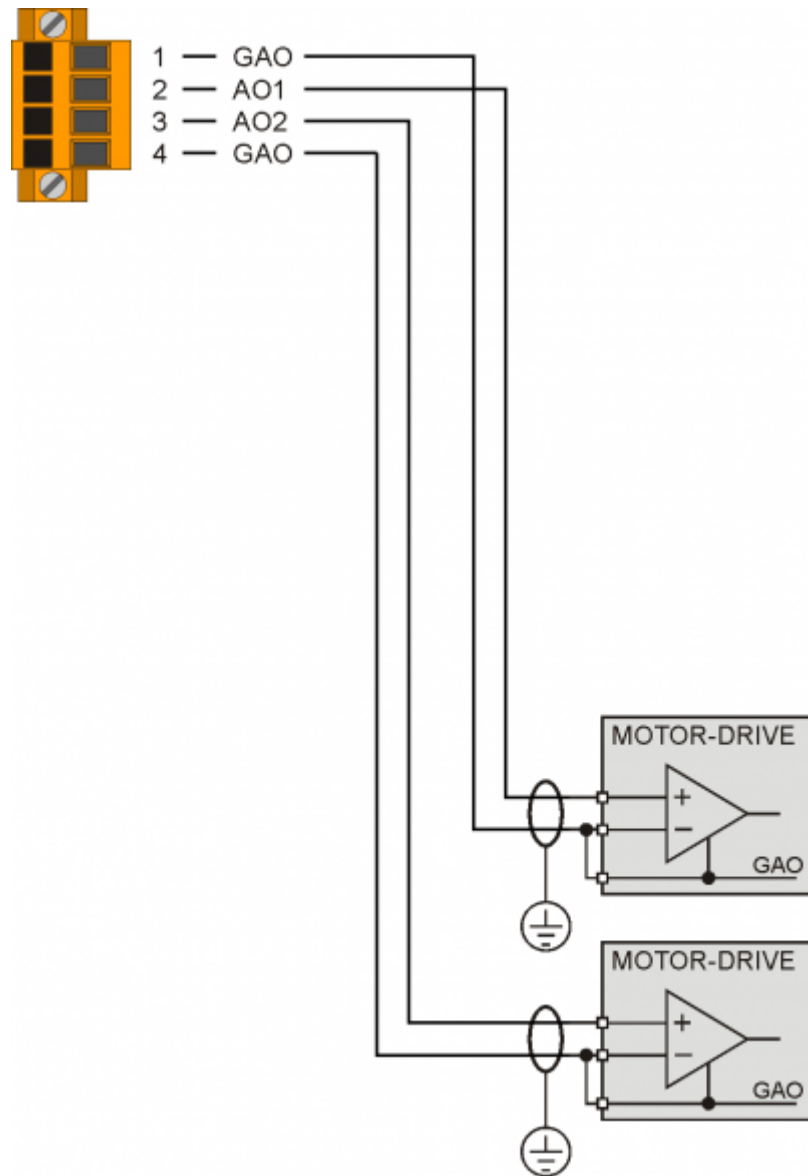 1 — GAO
2 — AO1
3 — AO2
4 — GAO
MOTOR-DRIVE
+
−
GAO
MOTOR-DRIVE
+
−
GAO